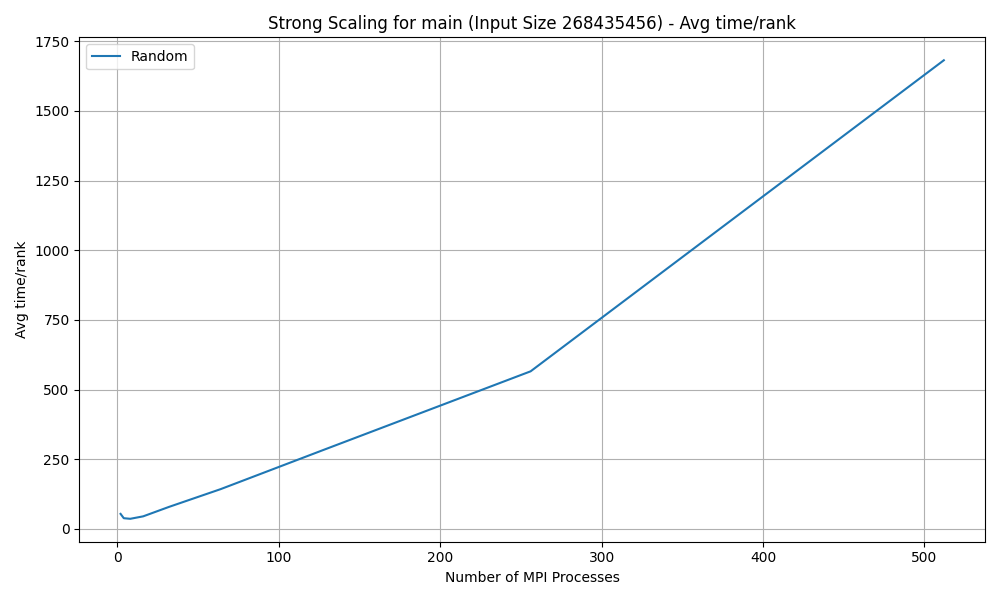 Strong Scaling for main (Input Size 268435456) - Avg time/rank
Random
Avg time/rank
1750
1500
1250
1000
750
500
250
0
0 100 200 300 400 500
Number of MPI Processes